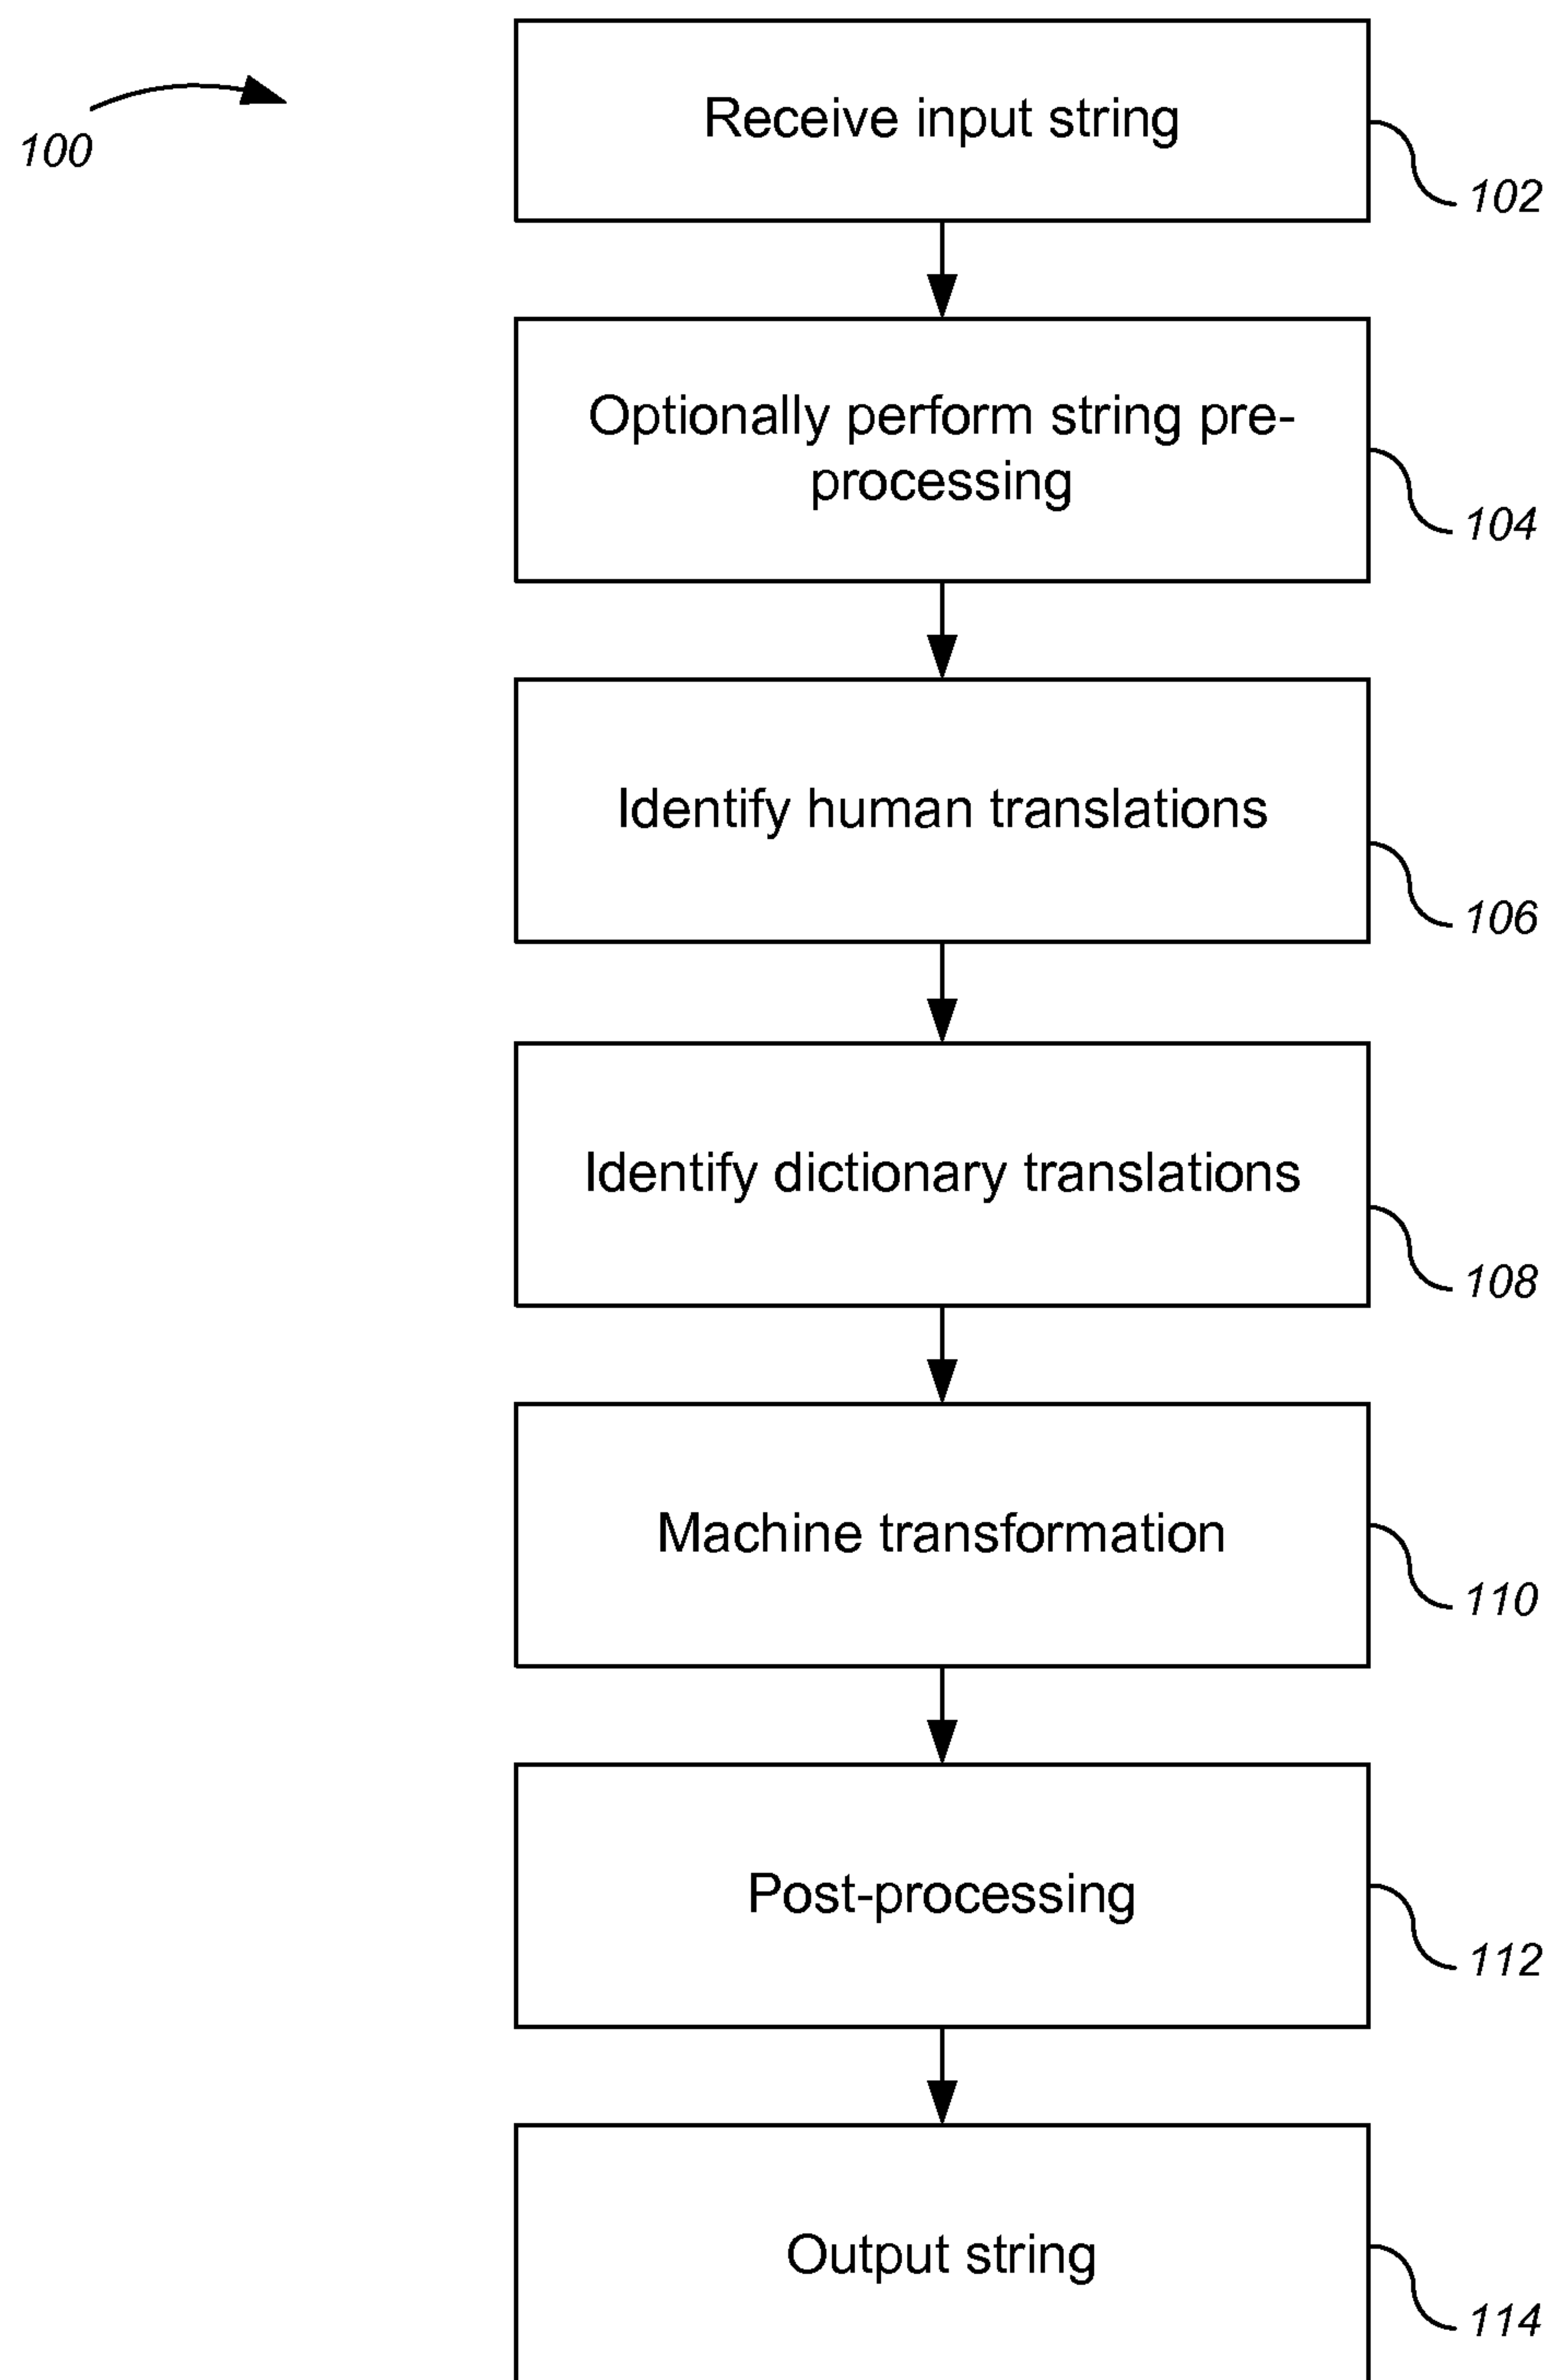 100
Receive input string
102
Optionally perform string pre-
processing
104
Identify human translations
106
Identify dictionary translations
108
Machine transformation
110
Post-processing
112
Output string
114